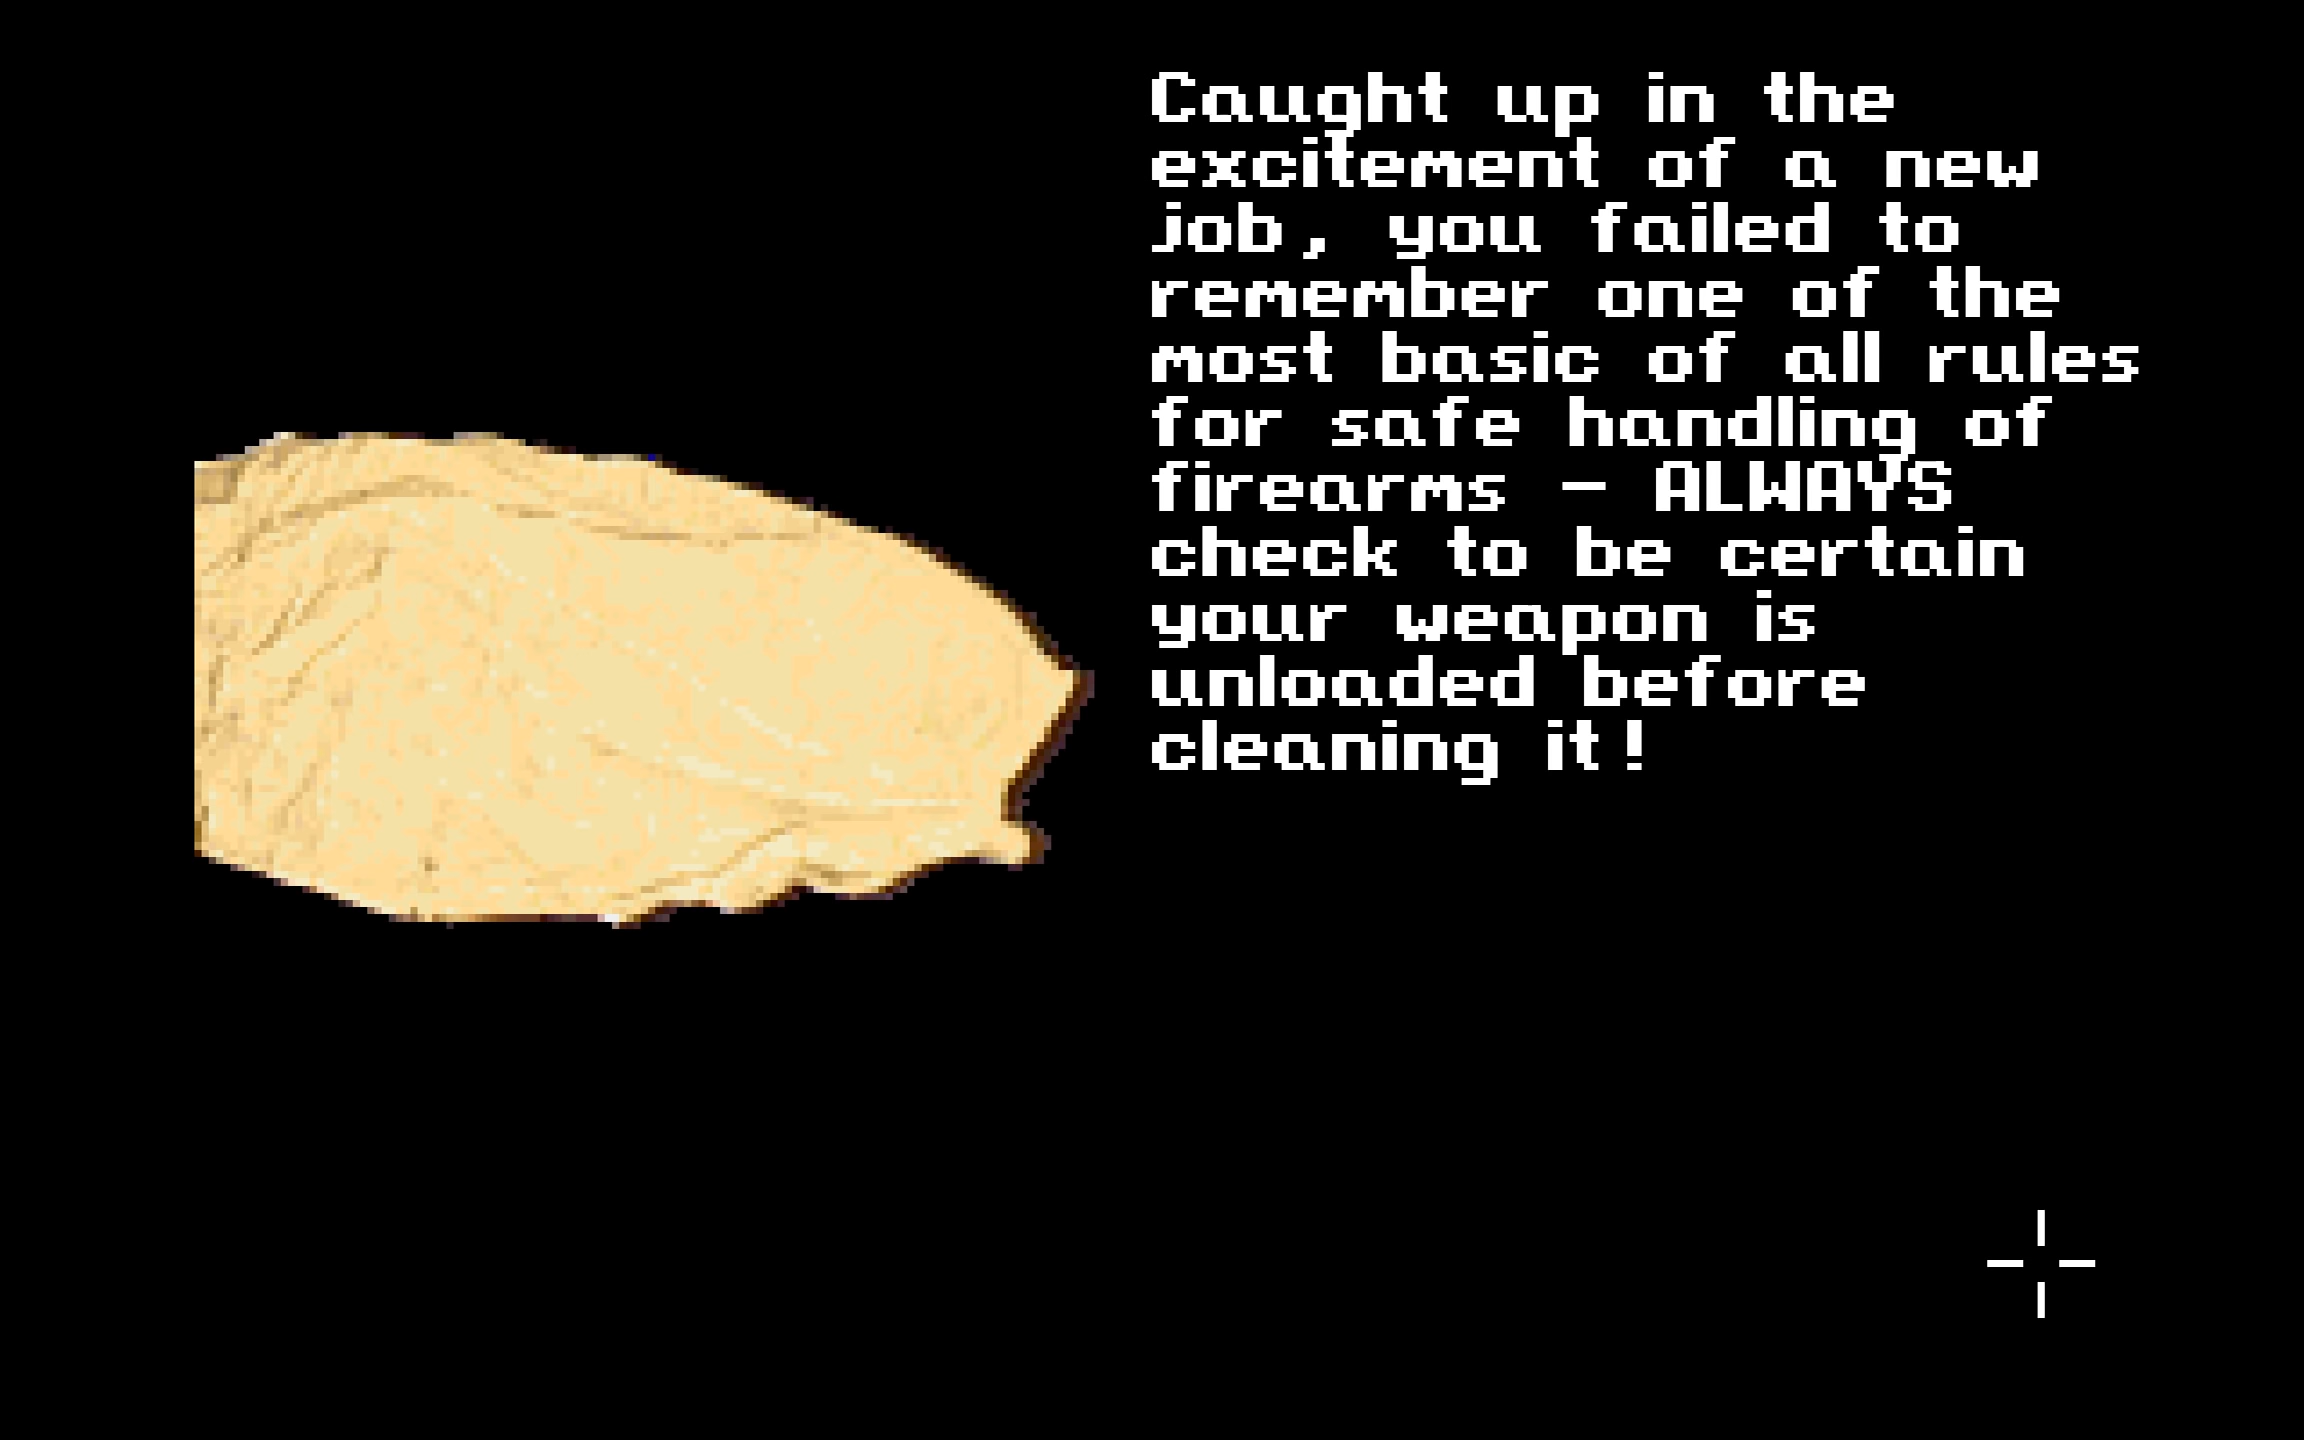 Caught up in the
excitement of a new
job, you failed to
remember one of the
most basic of all rules
for safe handling of
firearms - ALWAYS
check to be certain
your weapon is
unloaded before
cleaning it!